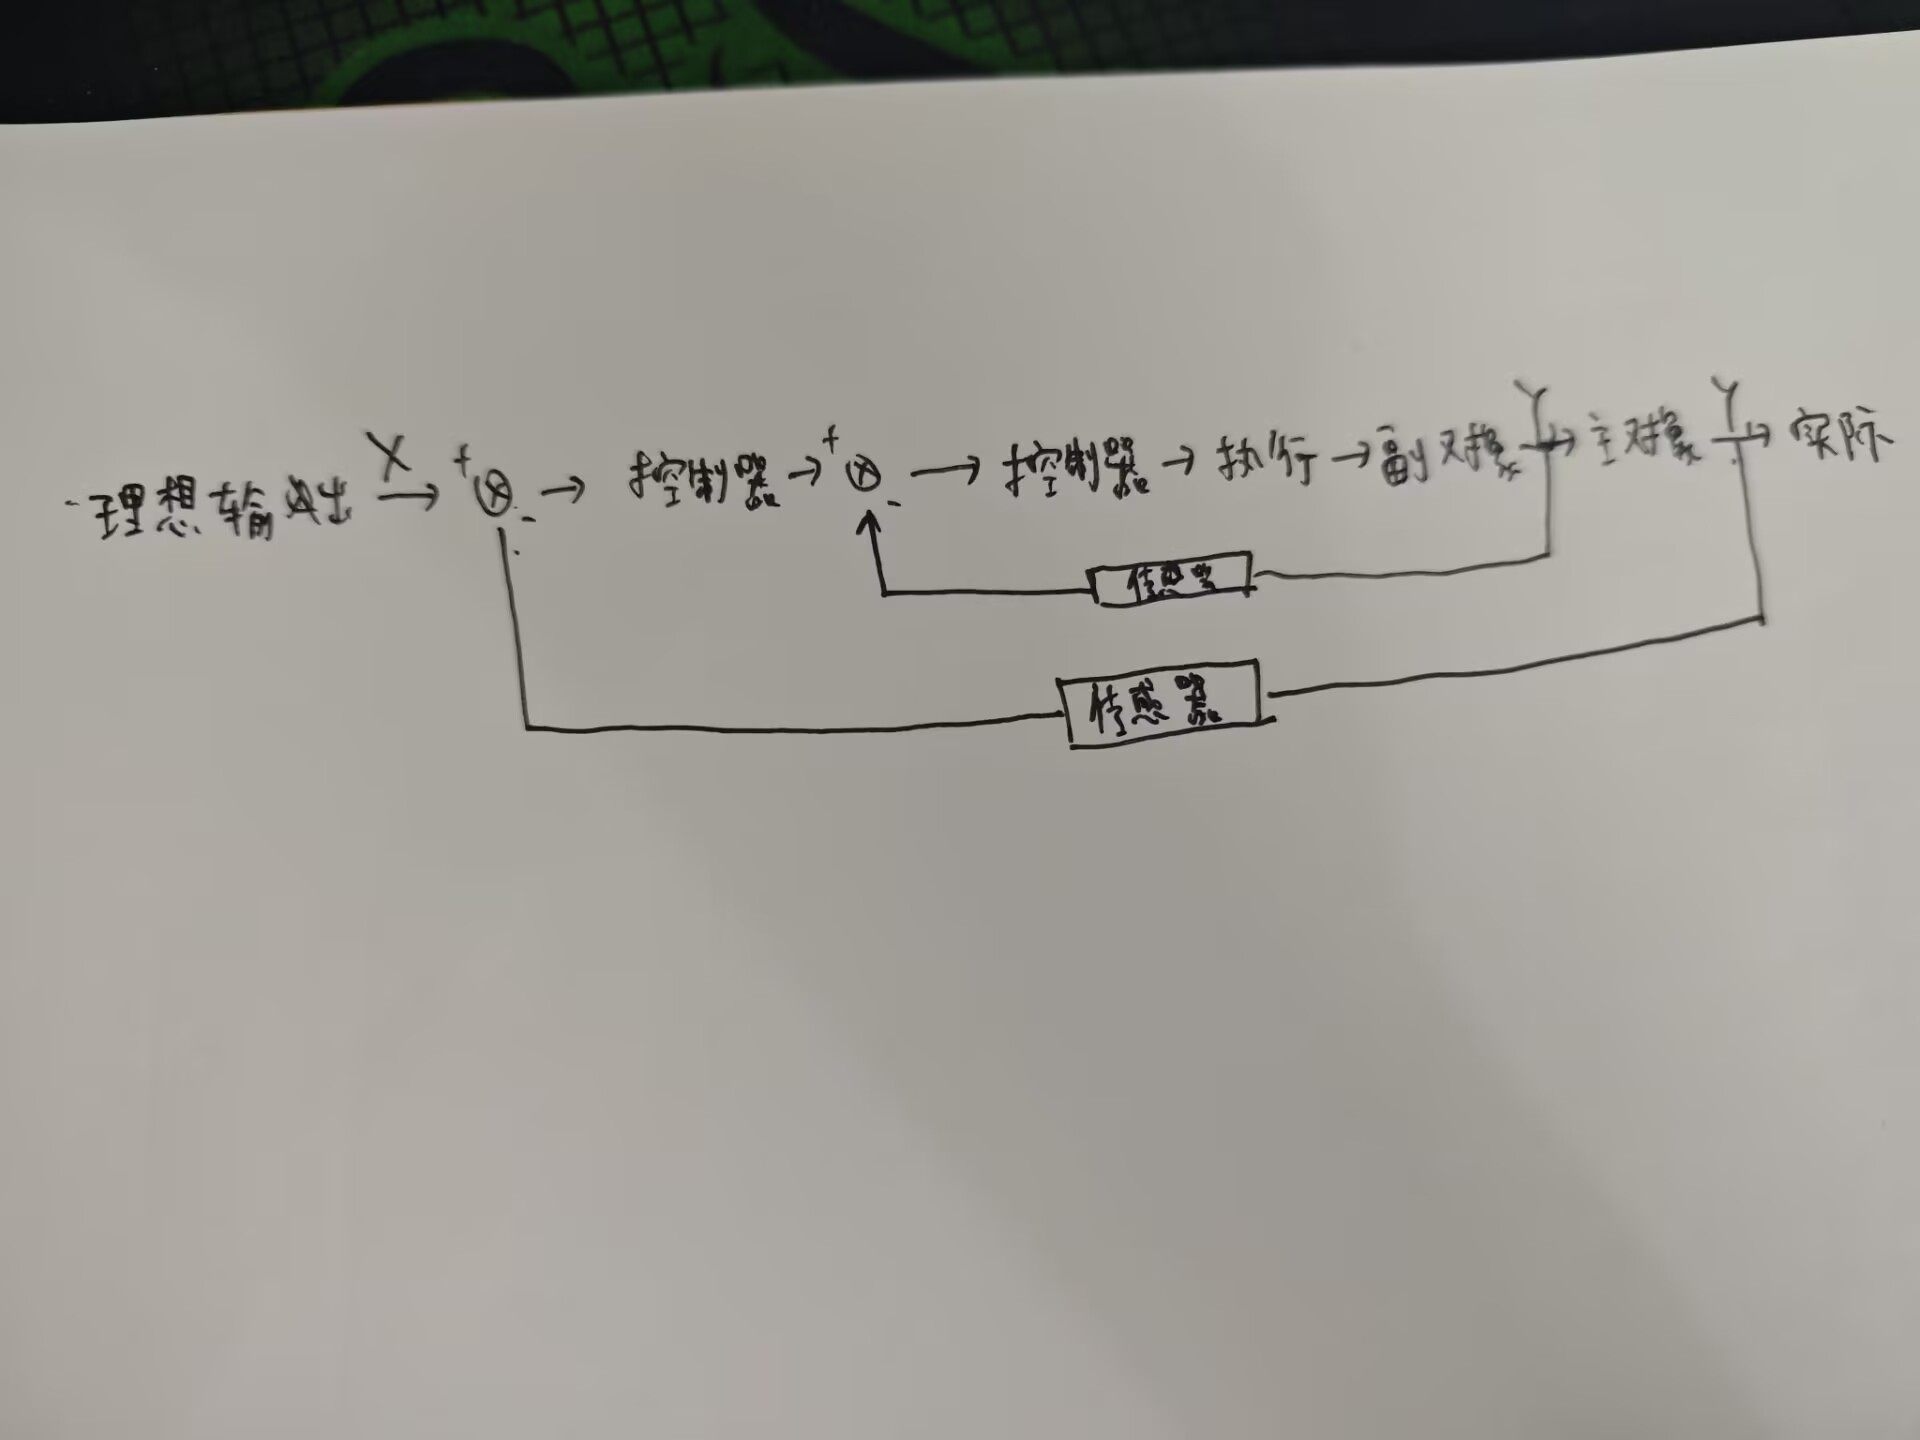 理想输出 X → + ⊗ - → 控制器 → + ⊗ - → 控制器 → 执行 → 副对象 Y → 主对象 Y → 实际
传感器
传感器